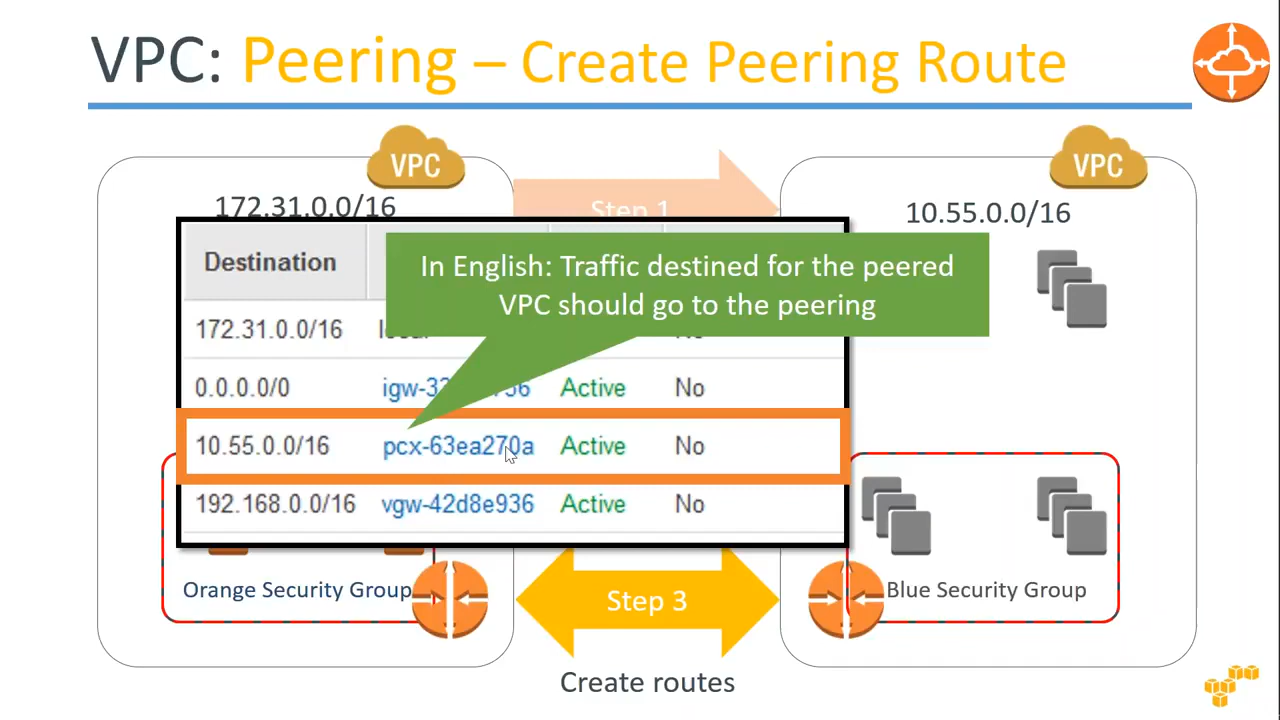 VPC: Peering – Create Peering Route
VPC
VPC
172.31.0.0/16
Step 1
10.55.0.0/16
Destination
In English: Traffic destined for the peered
VPC should go to the peering
172.31.0.0/16
0.0.0.0/0 Active No
10.55.0.0/16 pcx-63ea270a Active No
192.168.0.0/16 vgw-42d8e936 Active No
Orange Security Group
Step 3
Blue Security Group
Create routes